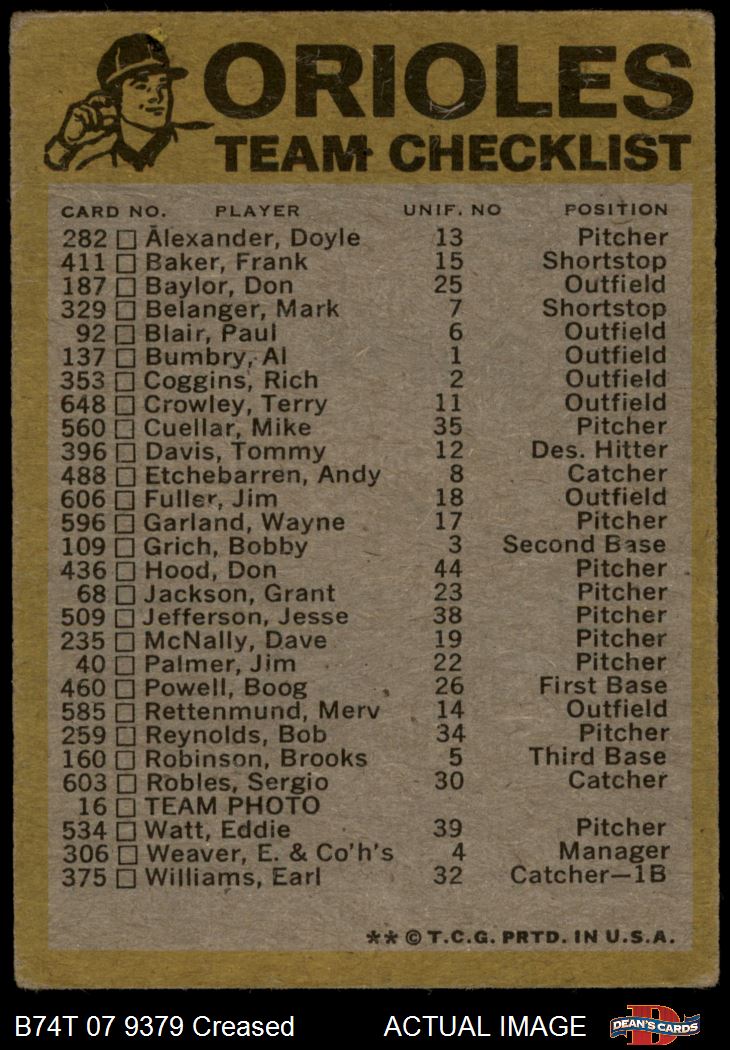 ORIOLES
TEAM CHECKLIST
CARD NO. PLAYER UNIF. NO POSITION
282 Alexander, Doyle 13 Pitcher
411 Baker, Frank 15 Shortstop
187 Baylor, Don 25 Outfield
329 Belanger, Mark 7 Shortstop
92 Blair, Paul 6 Outfield
137 Bumbry, Al 1 Outfield
353 Coggins, Rich 2 Outfield
648 Crowley, Terry 11 Outfield
560 Cuellar, Mike 35 Pitcher
396 Davis, Tommy 12 Des. Hitter
488 Etchebarren, Andy 8 Catcher
606 Fuller, Jim 18 Outfield
596 Garland, Wayne 17 Pitcher
109 Grich, Bobby 3 Second Base
436 Hood, Don 44 Pitcher
68 Jackson, Grant 23 Pitcher
509 Jefferson, Jesse 38 Pitcher
235 McNally, Dave 19 Pitcher
40 Palmer, Jim 22 Pitcher
460 Powell, Boog 26 First Base
585 Rettenmund, Merv 14 Outfield
259 Reynolds, Bob 34 Pitcher
160 Robinson, Brooks 5 Third Base
603 Robles, Sergio 30 Catcher
16 TEAM PHOTO
534 Watt, Eddie 39 Pitcher
306 Weaver, E. & Co'h's 4 Manager
375 Williams, Earl 32 Catcher—1B
** © T.C.G. PRTD. IN U.S.A.
B74T 07 9379 Creased ACTUAL IMAGE DEAN'S CARDS